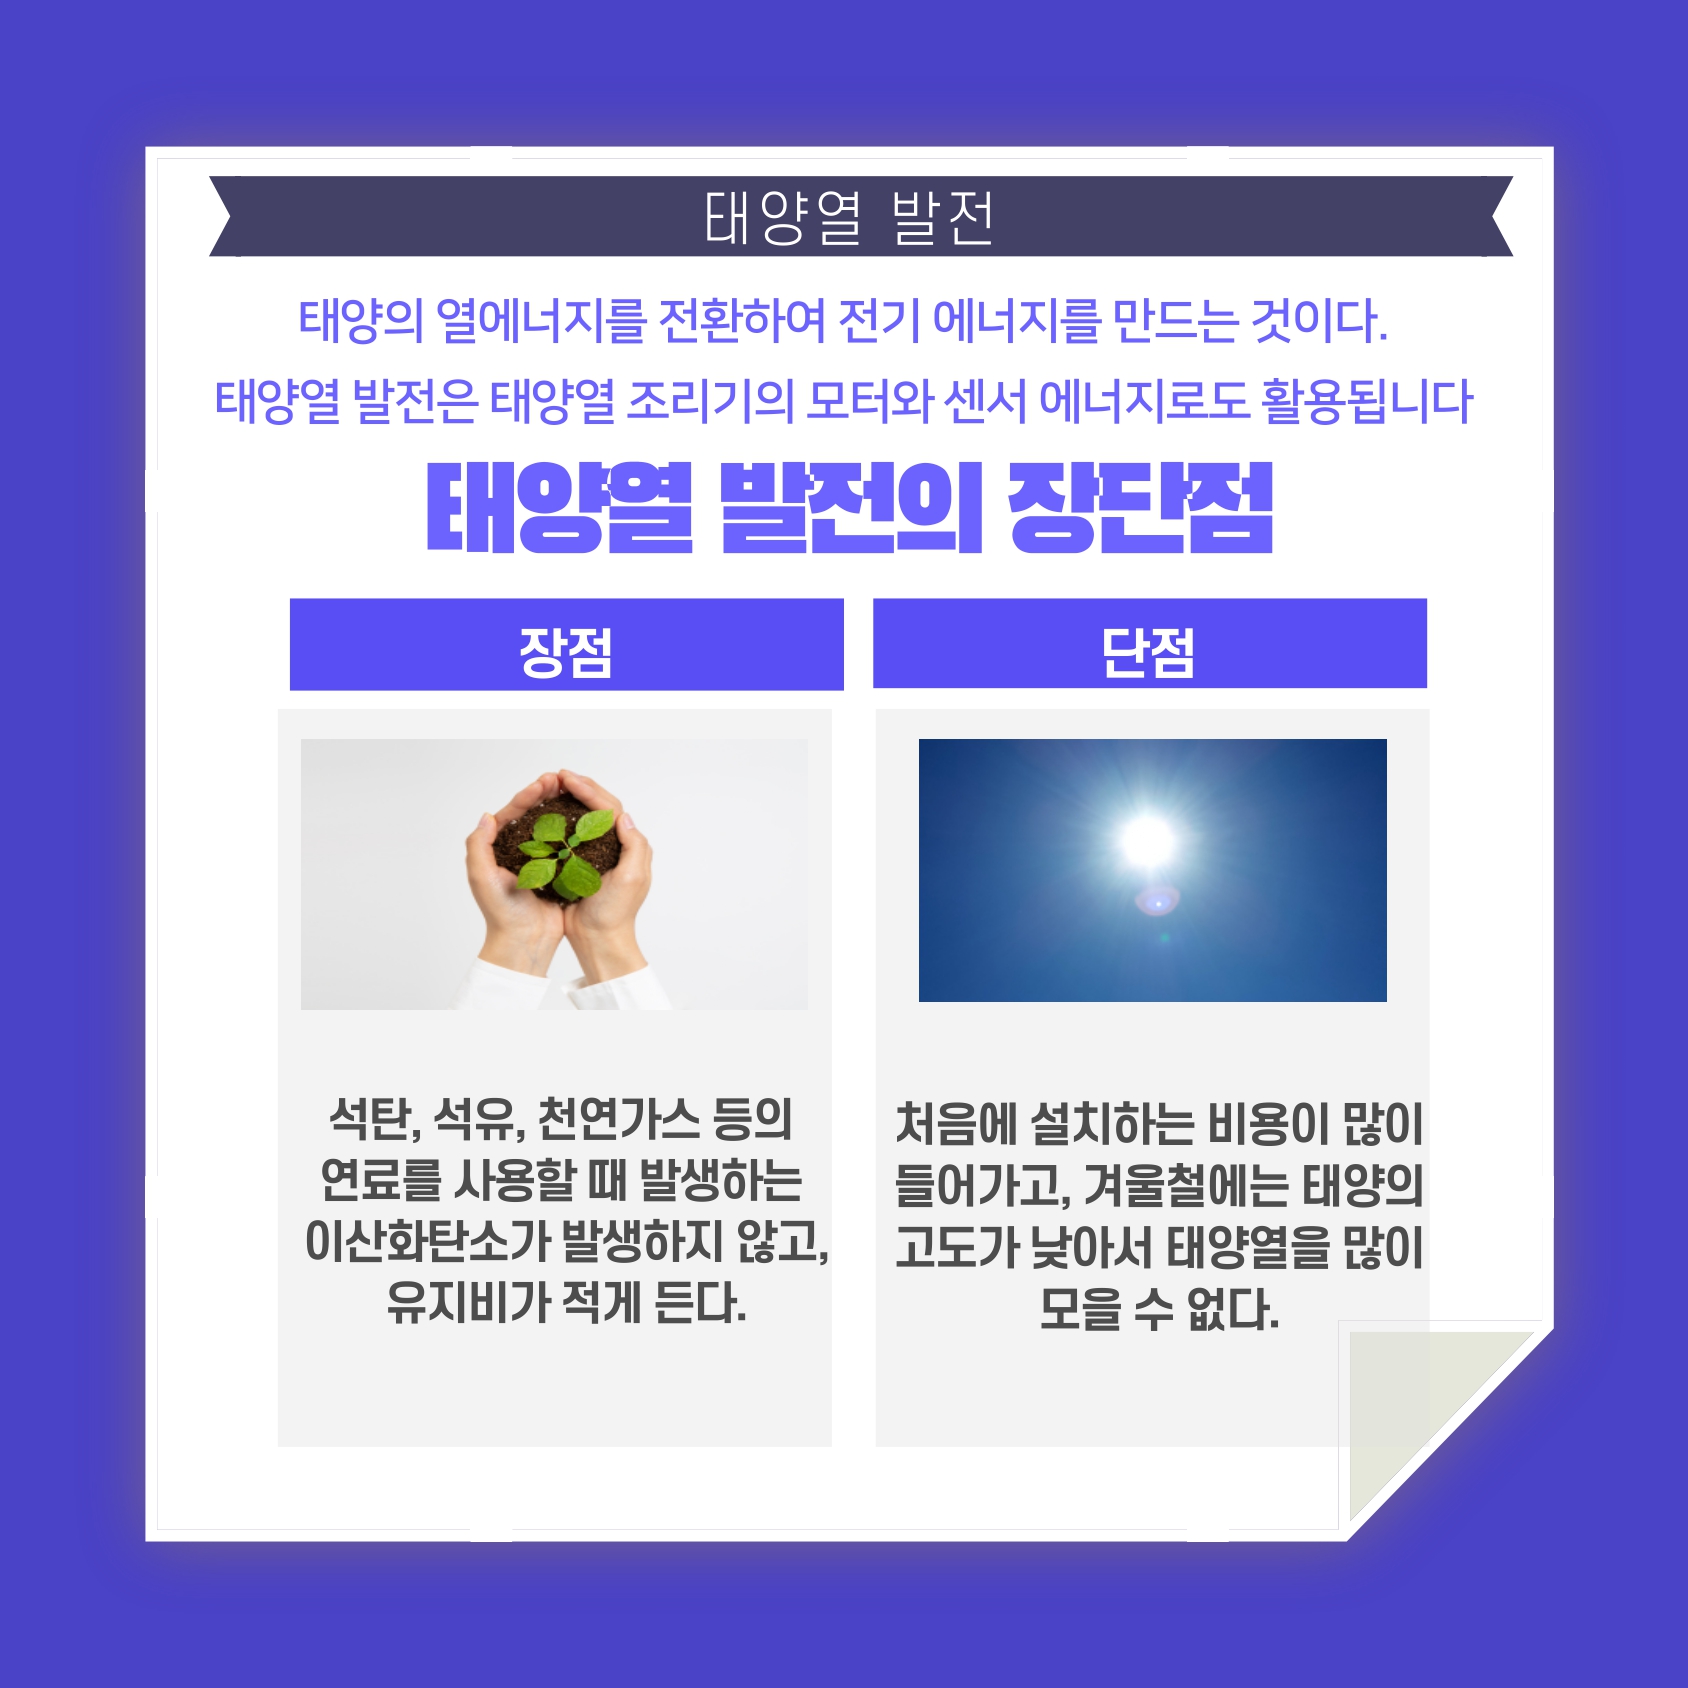 태양열 발전
태양의 열에너지를 전환하여 전기 에너지를 만드는 것이다.
태양열 발전은 태양열 조리기의 모터와 센서 에너지로도 활용됩니다
태양열 발전의 장단점
장점
석탄, 석유, 천연가스 등의
연료를 사용할 때 발생하는
이산화탄소가 발생하지 않고,
유지비가 적게 든다.
단점
처음에 설치하는 비용이 많이
들어가고, 겨울철에는 태양의
고도가 낮아서 태양열을 많이
모을 수 없다.